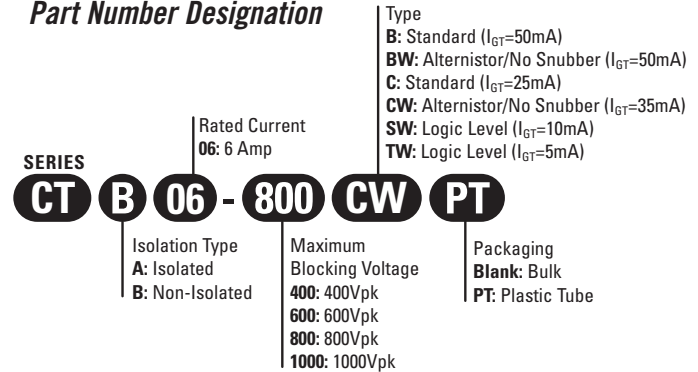 Part Number Designation
Type
B: Standard (IGT=50mA)
BW: Alternistor/No Snubber (IGT=50mA)
C: Standard (IGT=25mA)
CW: Alternistor/No Snubber (IGT=35mA)
SW: Logic Level (IGT=10mA)
TW: Logic Level (IGT=5mA)
Rated Current
06: 6 Amp
SERIES
CT B 06 - 800 CW PT
Isolation Type
A: Isolated
B: Non-Isolated
Maximum
Blocking Voltage
400: 400Vpk
600: 600Vpk
800: 800Vpk
1000: 1000Vpk
Packaging
Blank: Bulk
PT: Plastic Tube